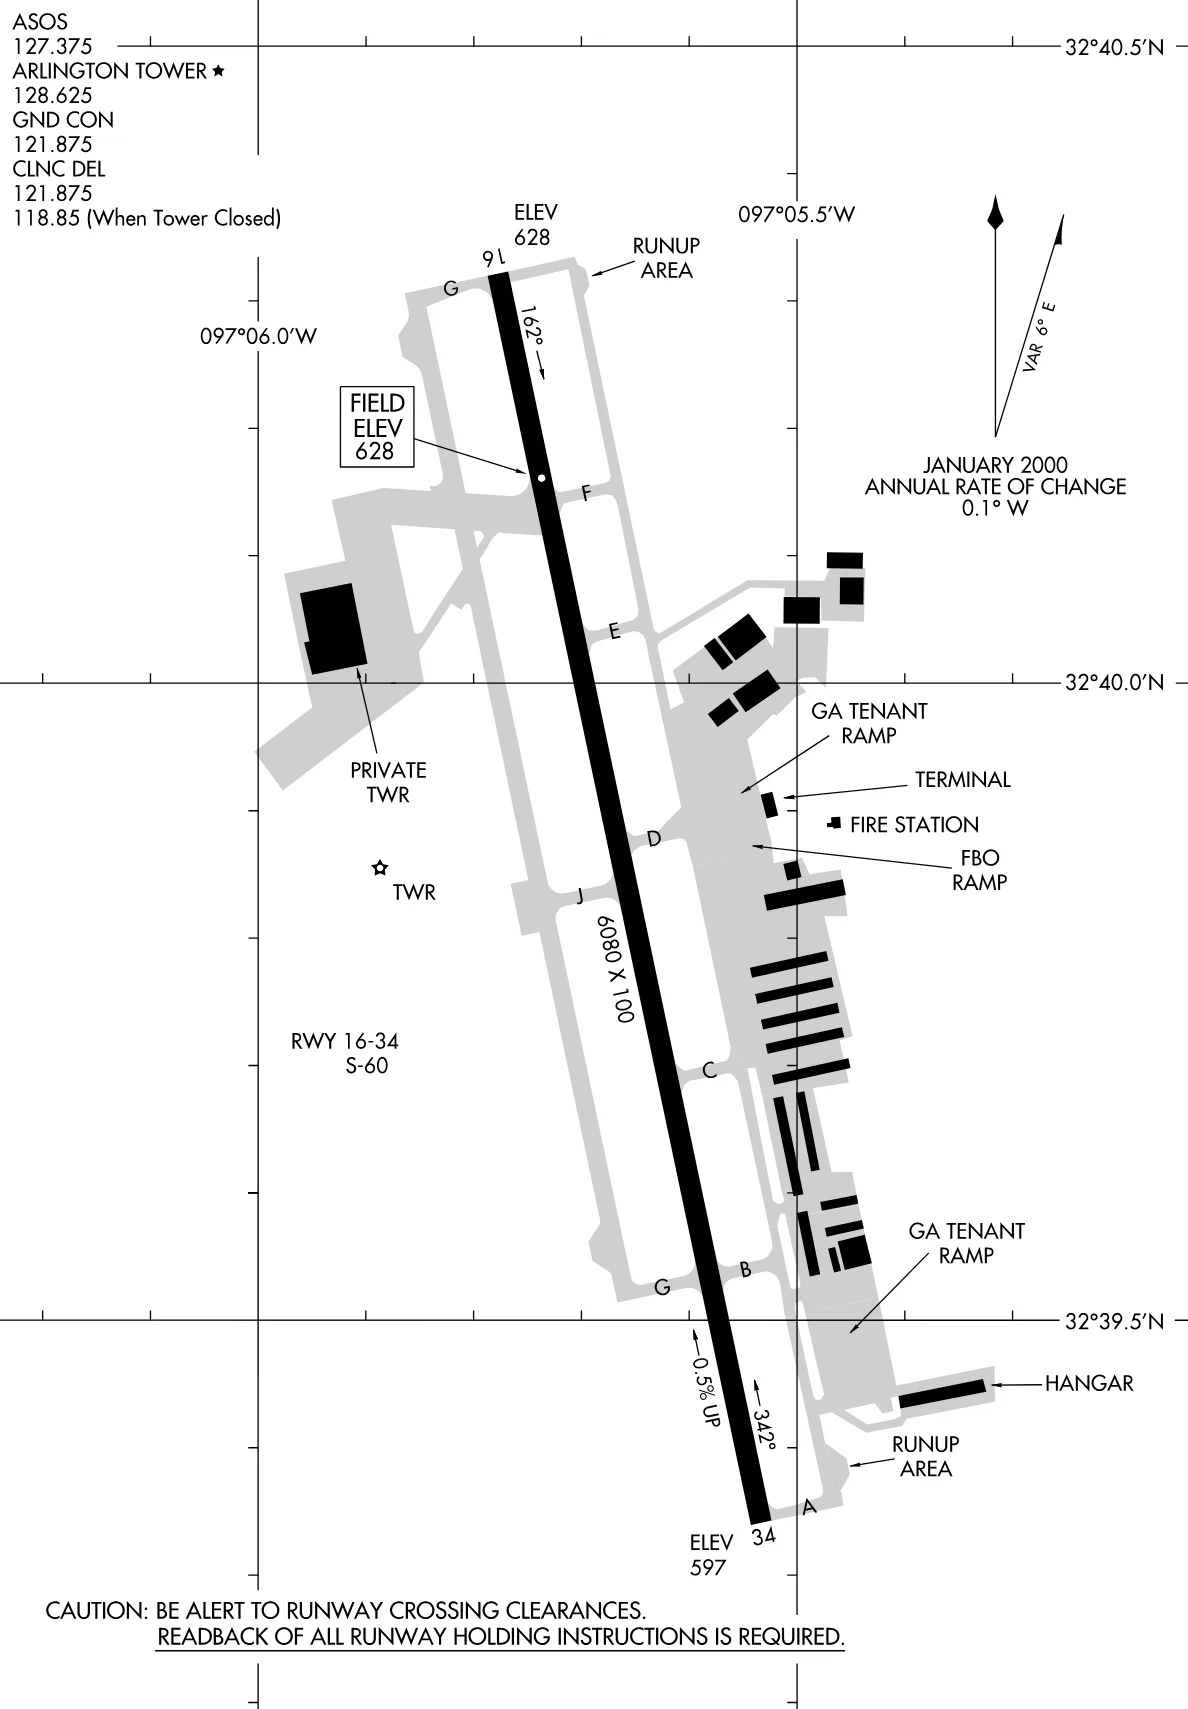 ASOS
127.375
ARLINGTON TOWER ★
128.625
GND CON
121.875
CLNC DEL
121.875
118.85 (When Tower Closed)
32°40.5'N
097°05.5'W
ELEV
628
16
RUNUP
AREA
G
162°
097°06.0'W
VAR 6° E
FIELD
ELEV
628
JANUARY 2000
ANNUAL RATE OF CHANGE
0.1° W
F
E
32°40.0'N
GA TENANT
RAMP
PRIVATE
TWR
TERMINAL
FIRE STATION
D
FBO
RAMP
TWR
J
6080 X 100
RWY 16-34
S-60
C
GA TENANT
RAMP
B
G
32°39.5'N
0.5% UP
342°
HANGAR
RUNUP
AREA
A
34
ELEV
597
CAUTION: BE ALERT TO RUNWAY CROSSING CLEARANCES.
READBACK OF ALL RUNWAY HOLDING INSTRUCTIONS IS REQUIRED.